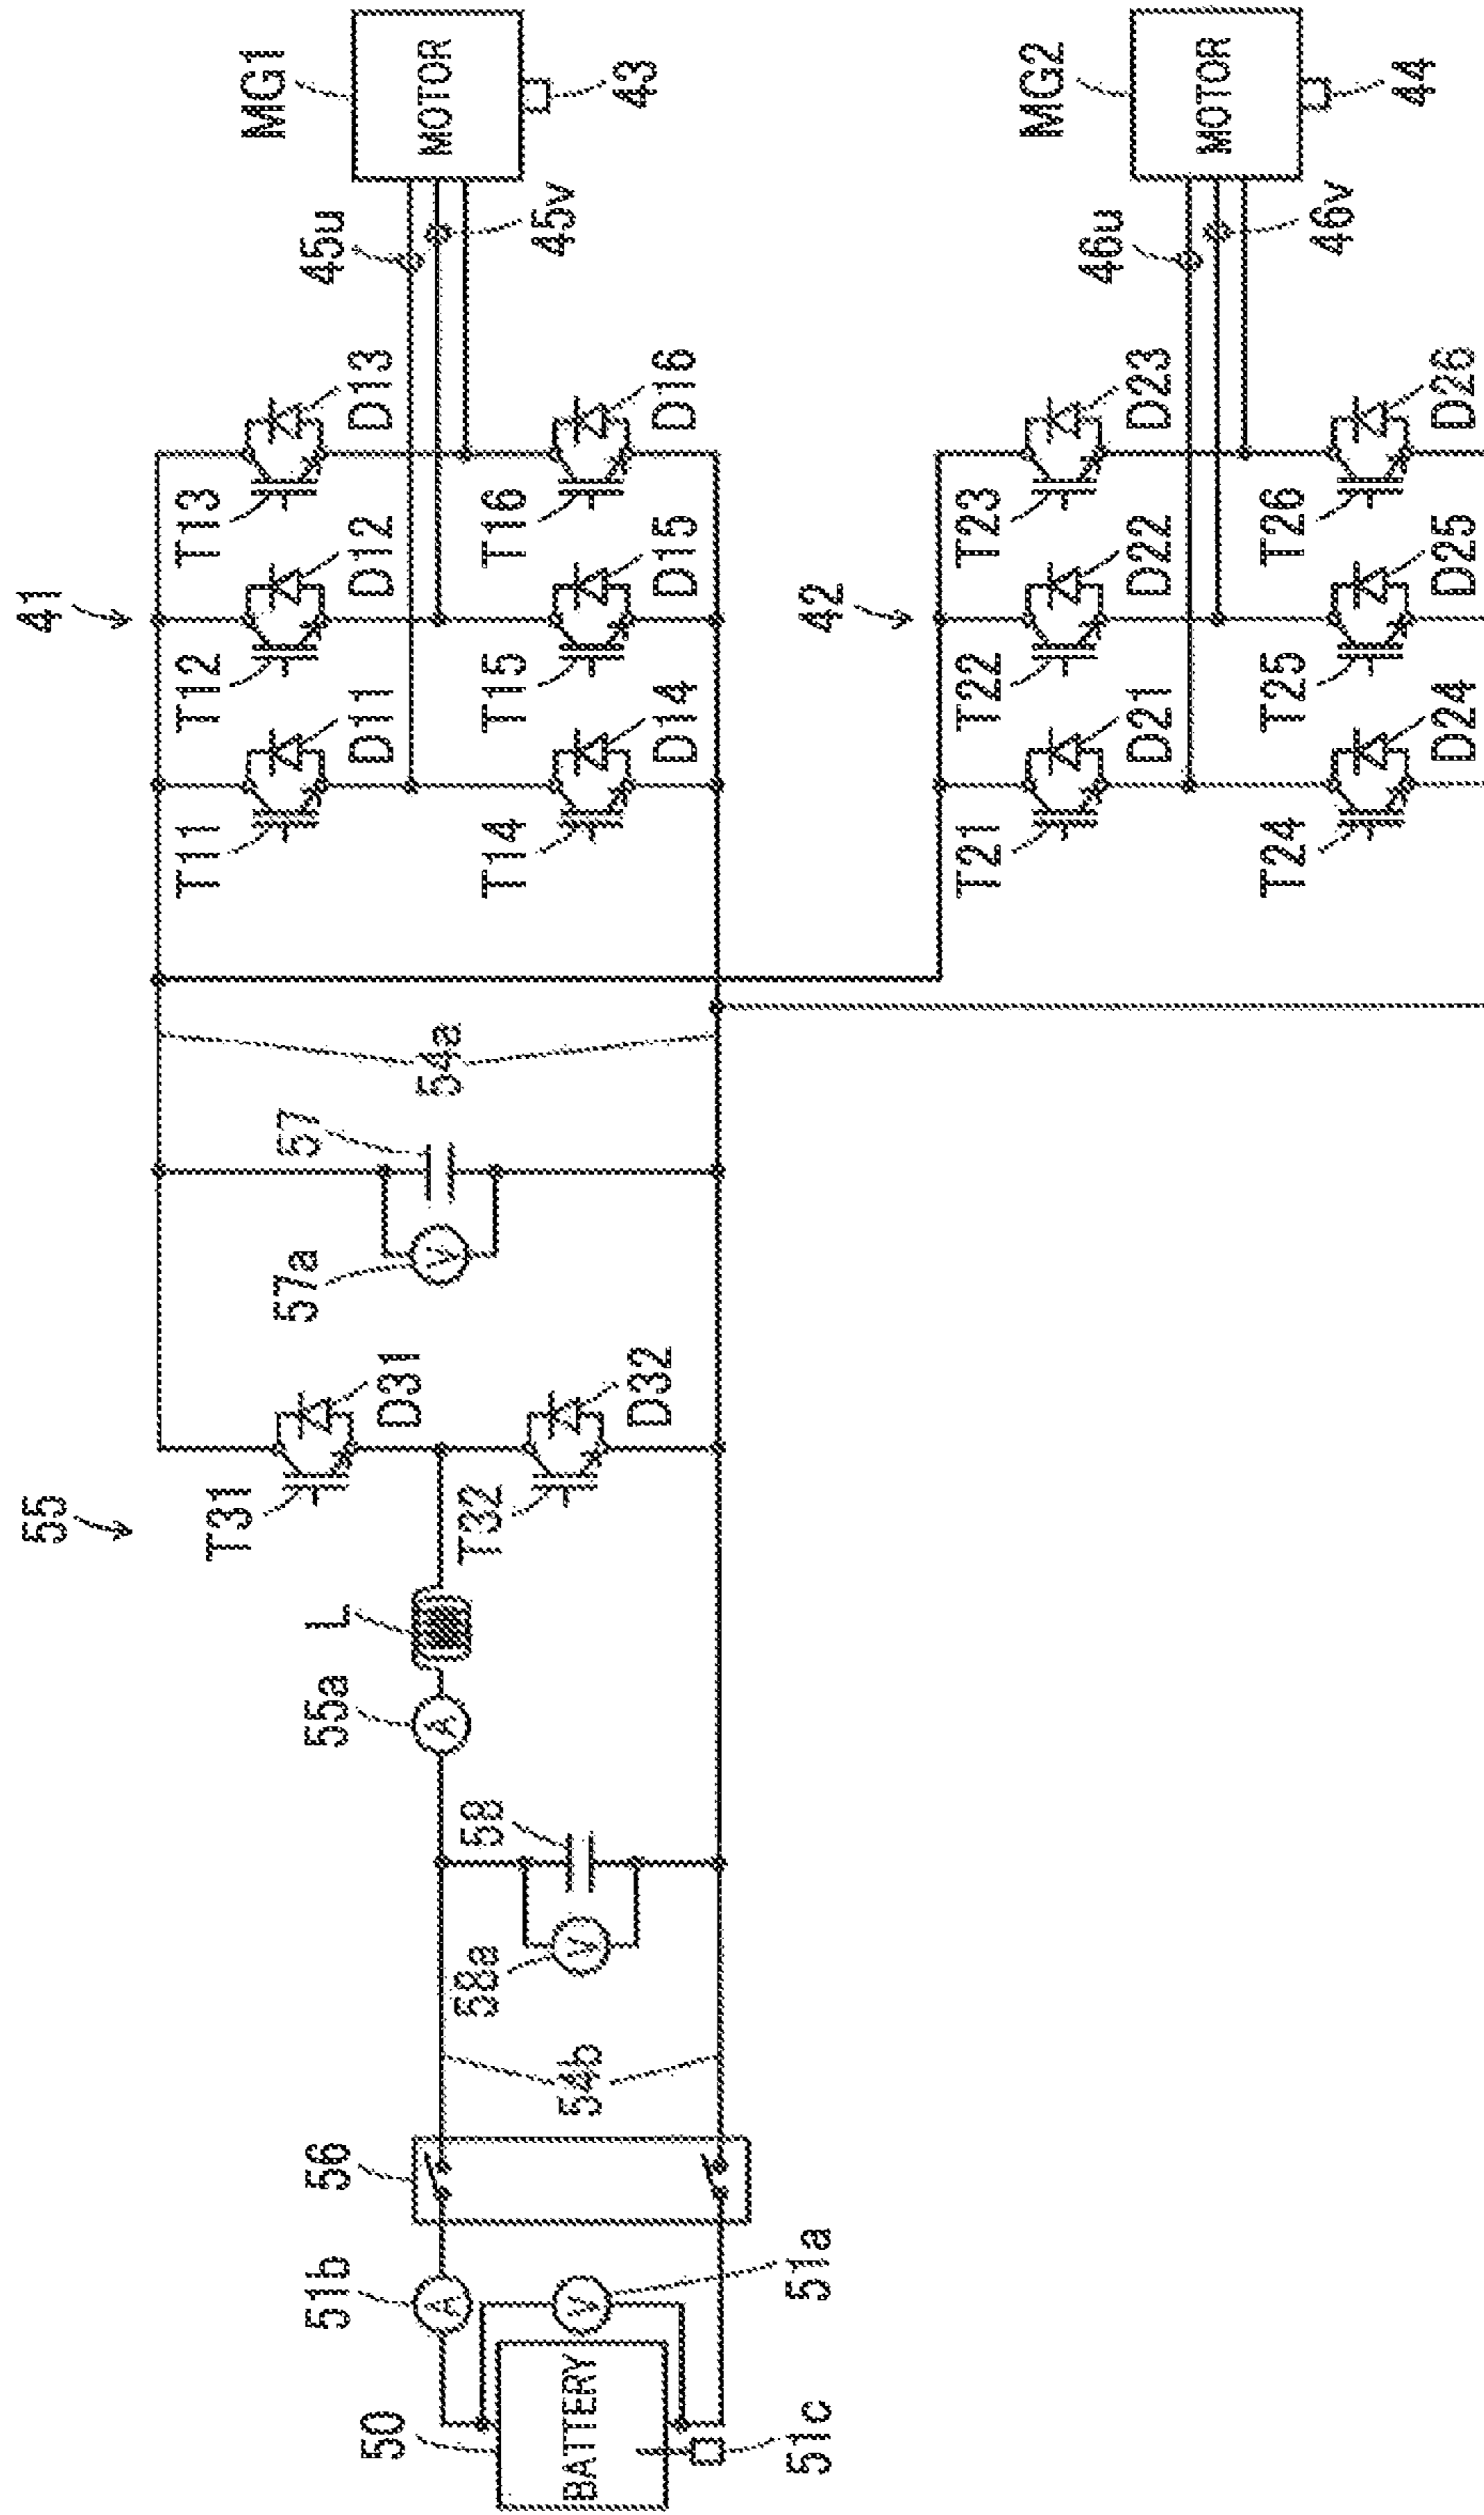 55
41
T31
D31
T32
D32
L
55a
58
58a
54b
56
51b
51a
50
BATTERY
51c
57
57a
54a
T11
D11
T12
D12
T13
D13
T14
D14
T15
D15
T16
D16
45u
45v
MG1
MOTOR
43
42
T21
D21
T22
D22
T23
D23
T24
D24
T25
D25
T26
D26
46u
46v
MG2
MOTOR
44
A
A
V
V
V